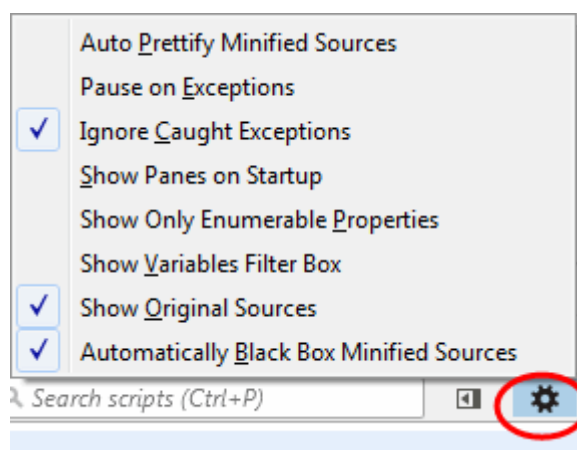 Auto Prettify Minified Sources
Pause on Exceptions
Ignore Caught Exceptions
Show Panes on Startup
Show Only Enumerable Properties
Show Variables Filter Box
Show Original Sources
Automatically Black Box Minified Sources
Search scripts (Ctrl+P)